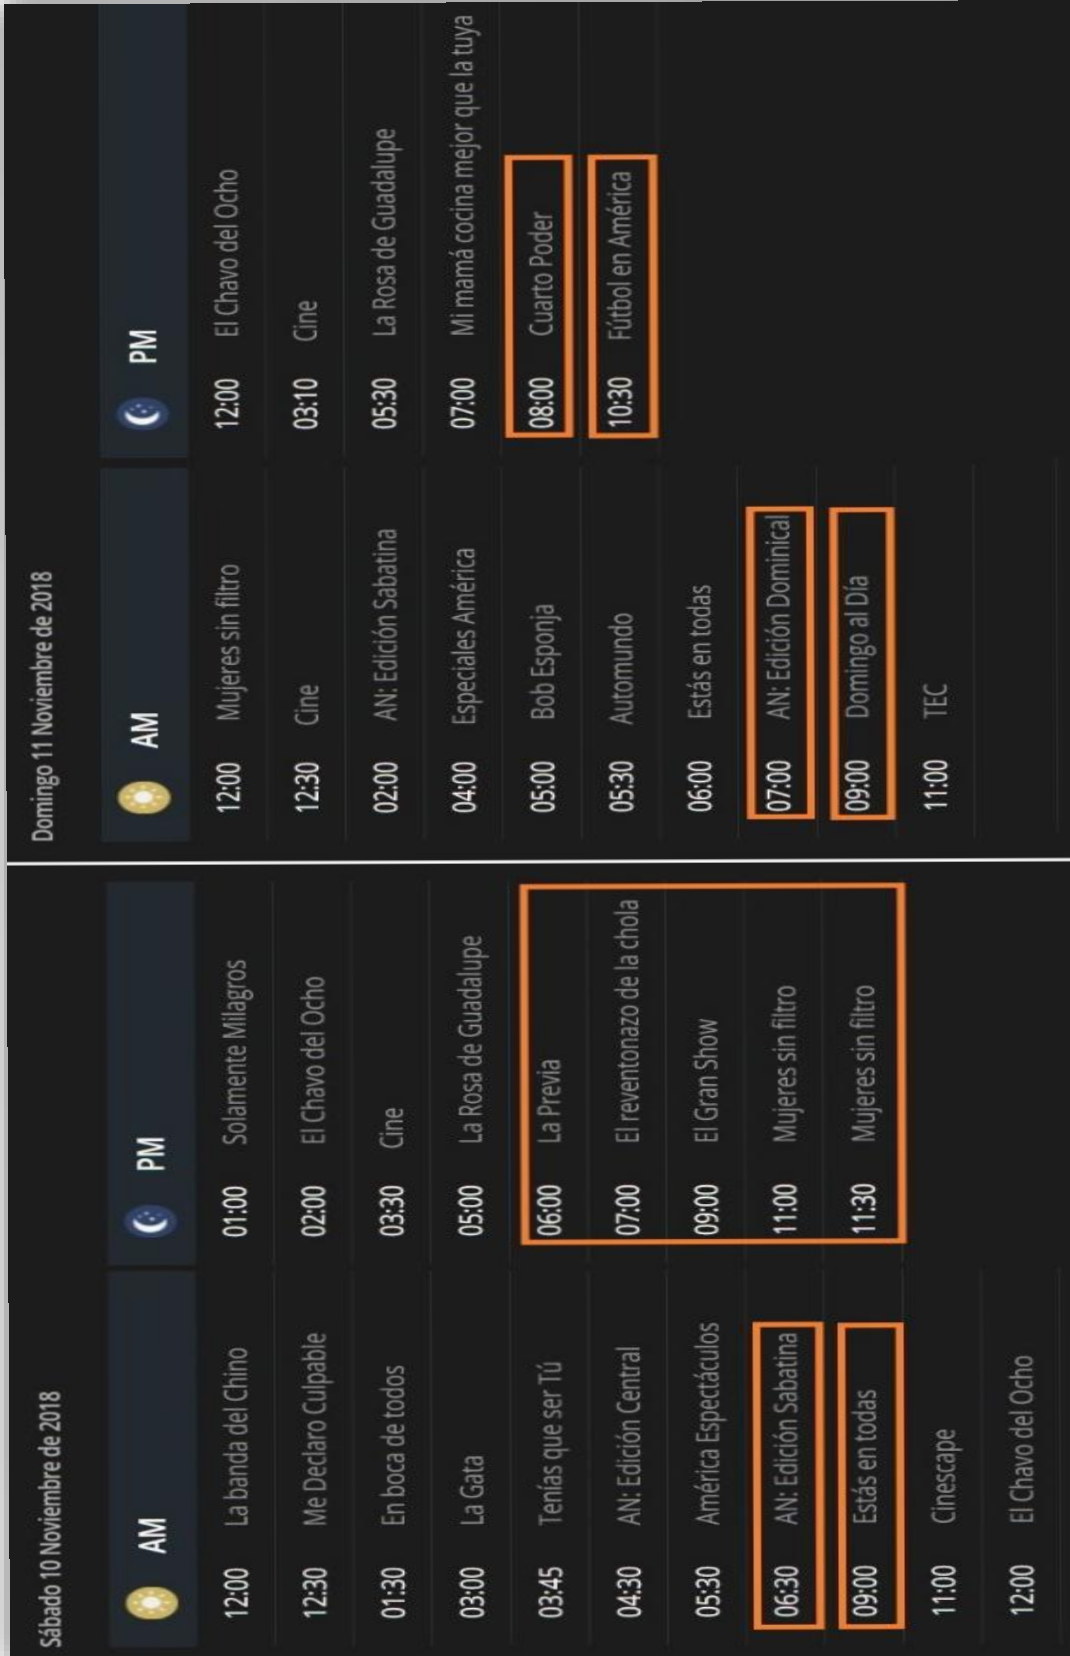 Sábado 10 Noviembre de 2018
AM
12:00 La banda del Chino
12:30 Me Declaro Culpable
01:30 En boca de todos
03:00 La Gata
03:45 Tenías que ser Tú
04:30 AN: Edición Central
05:30 América Espectáculos
06:30 AN: Edición Sabatina
09:00 Estás en todas
11:00 Cinescape
12:00 El Chavo del Ocho
PM
01:00 Solamente Milagros
02:00 El Chavo del Ocho
03:30 Cine
05:00 La Rosa de Guadalupe
06:00 La Previa
07:00 El reventonazo de la chola
09:00 El Gran Show
11:00 Mujeres sin filtro
11:30 Mujeres sin filtro
Domingo 11 Noviembre de 2018
AM
12:00 Mujeres sin filtro
12:30 Cine
02:00 AN: Edición Sabatina
04:00 Especiales América
05:00 Bob Esponja
05:30 Automundo
06:00 Estás en todas
07:00 AN: Edición Dominical
09:00 Domingo al Día
11:00 TEC
PM
12:00 El Chavo del Ocho
03:10 Cine
05:30 La Rosa de Guadalupe
07:00 Mi mamá cocina mejor que la tuya
08:00 Cuarto Poder
10:30 Fútbol en América